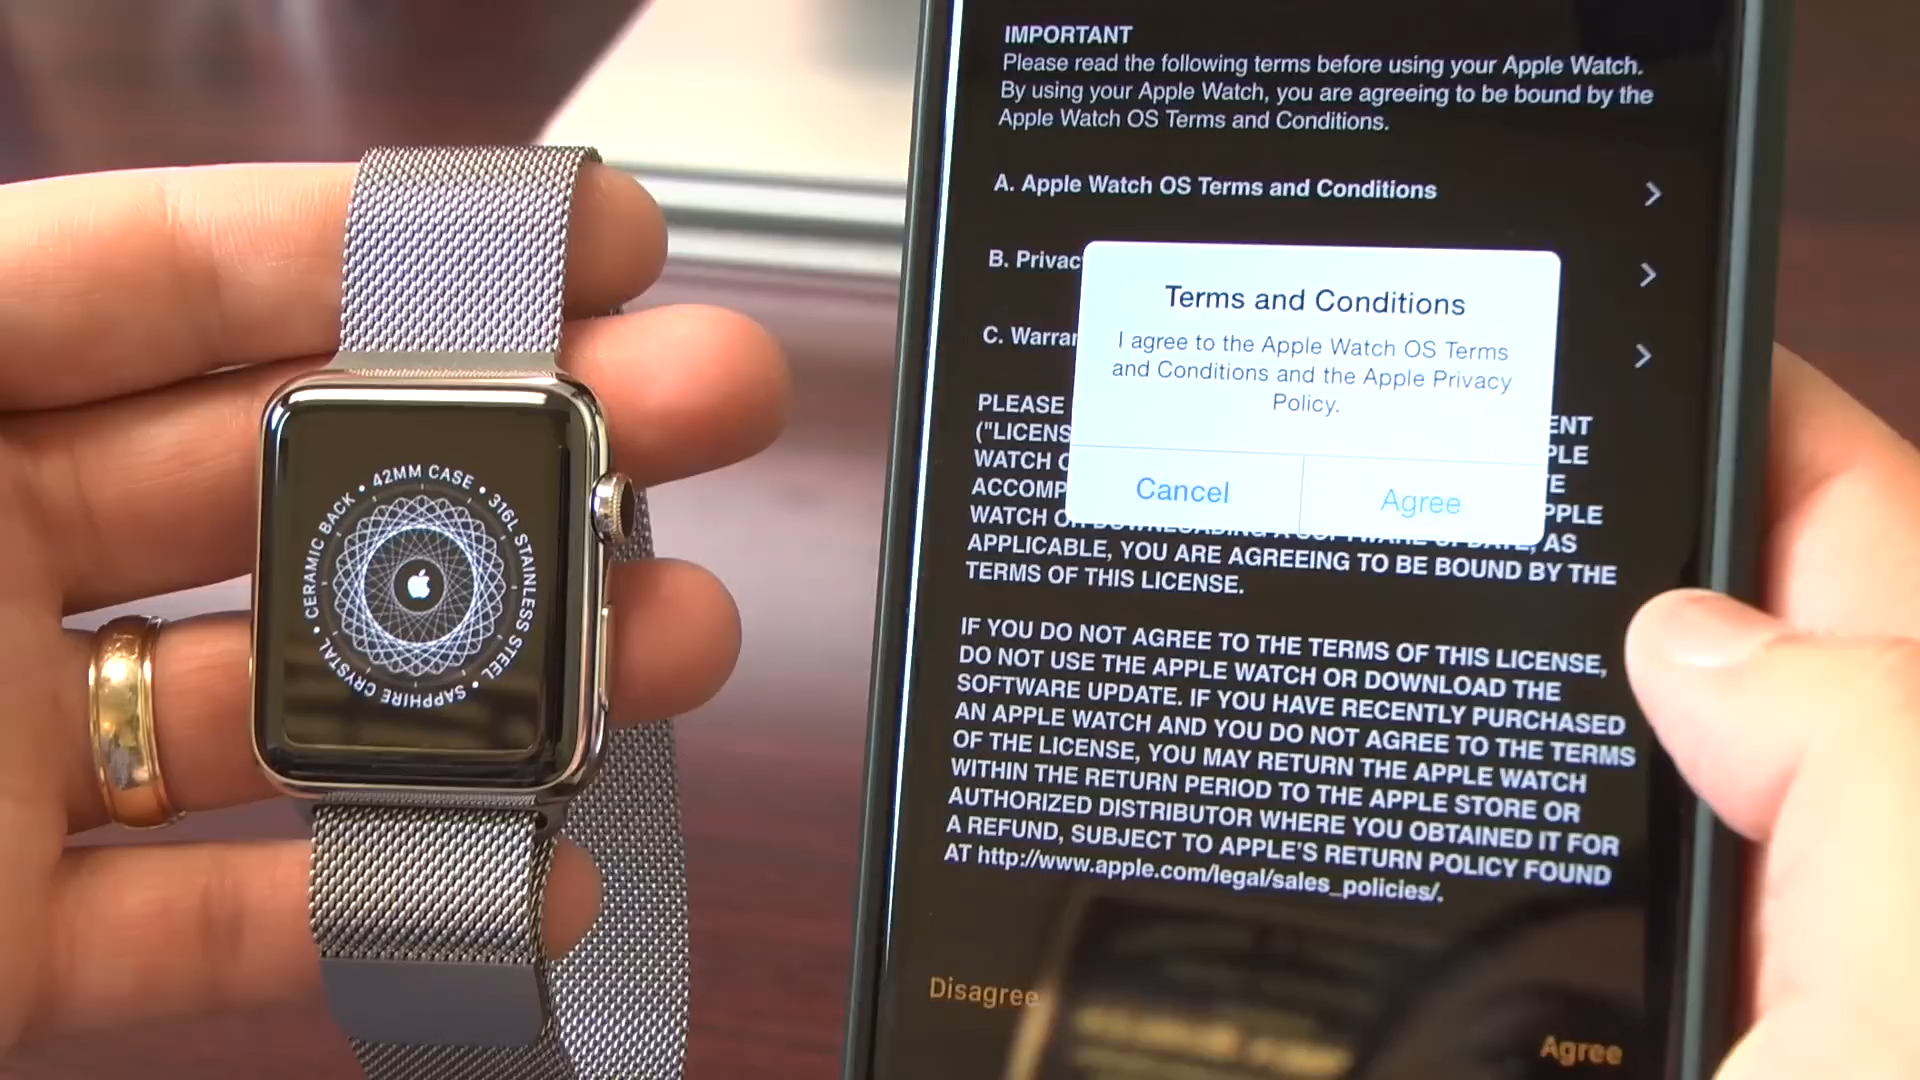 42MM CASE • 316L STAINLESS STEEL • SAPPHIRE CRYSTAL • CERAMIC BACK •
IMPORTANT
Please read the following terms before using your Apple Watch.
By using your Apple Watch, you are agreeing to be bound by the
Apple Watch OS Terms and Conditions.
A. Apple Watch OS Terms and Conditions
B. Privac
C. Warran
Terms and Conditions
I agree to the Apple Watch OS Terms
and Conditions and the Apple Privacy
Policy.
Cancel
Agree
PLEASE ENT
("LICENS PLE
WATCH TE
ACCOMP PPLE
WATCH OR DOWNLOADING A SOFTWARE UPDATE, AS
APPLICABLE, YOU ARE AGREEING TO BE BOUND BY THE
TERMS OF THIS LICENSE.
IF YOU DO NOT AGREE TO THE TERMS OF THIS LICENSE,
DO NOT USE THE APPLE WATCH OR DOWNLOAD THE
SOFTWARE UPDATE. IF YOU HAVE RECENTLY PURCHASED
AN APPLE WATCH AND YOU DO NOT AGREE TO THE TERMS
OF THE LICENSE, YOU MAY RETURN THE APPLE WATCH
WITHIN THE RETURN PERIOD TO THE APPLE STORE OR
AUTHORIZED DISTRIBUTOR WHERE YOU OBTAINED IT FOR
A REFUND, SUBJECT TO APPLE'S RETURN POLICY FOUND
AT http://www.apple.com/legal/sales_policies/.
Disagree
Agree